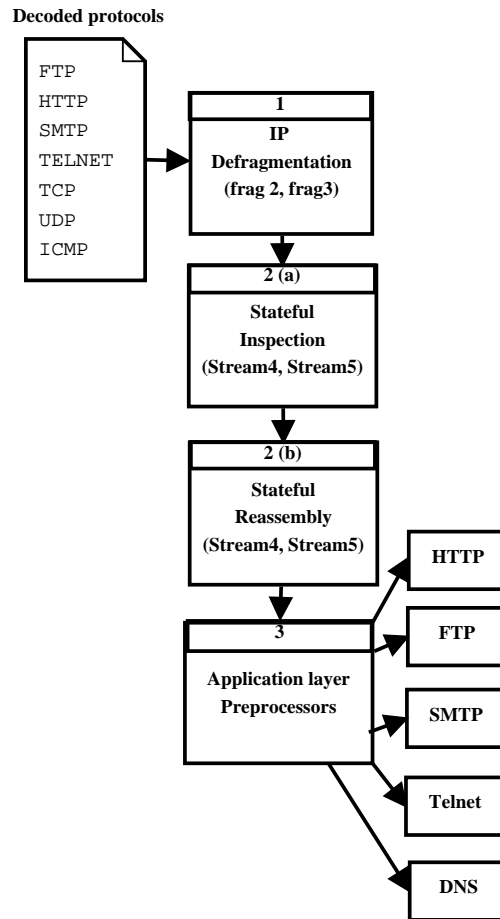 Decoded protocols
FTP
HTTP
SMTP
TELNET
TCP
UDP
ICMP
1
IP
Defragmentation
(frag 2, frag3)
2 (a)
Stateful
Inspection
(Stream4, Stream5)
2 (b)
Stateful
Reassembly
(Stream4, Stream5)
3
Application layer
Preprocessors
HTTP
FTP
SMTP
Telnet
DNS